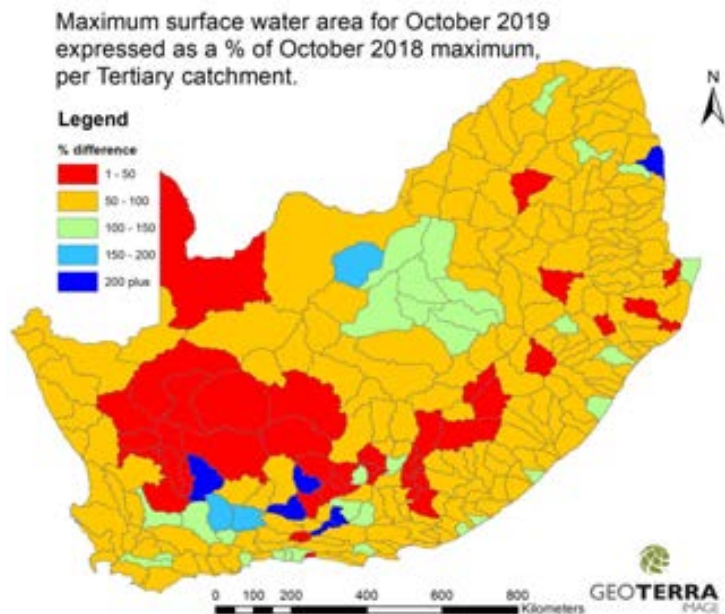 Maximum surface water area for October 2019
expressed as a % of October 2018 maximum,
per Tertiary catchment.
N
Legend
% difference
1 - 50
50 - 100
100 - 150
150 - 200
200 plus
0 100 200 400 600 800
Kilometers
GEOTERRA
IMAGE